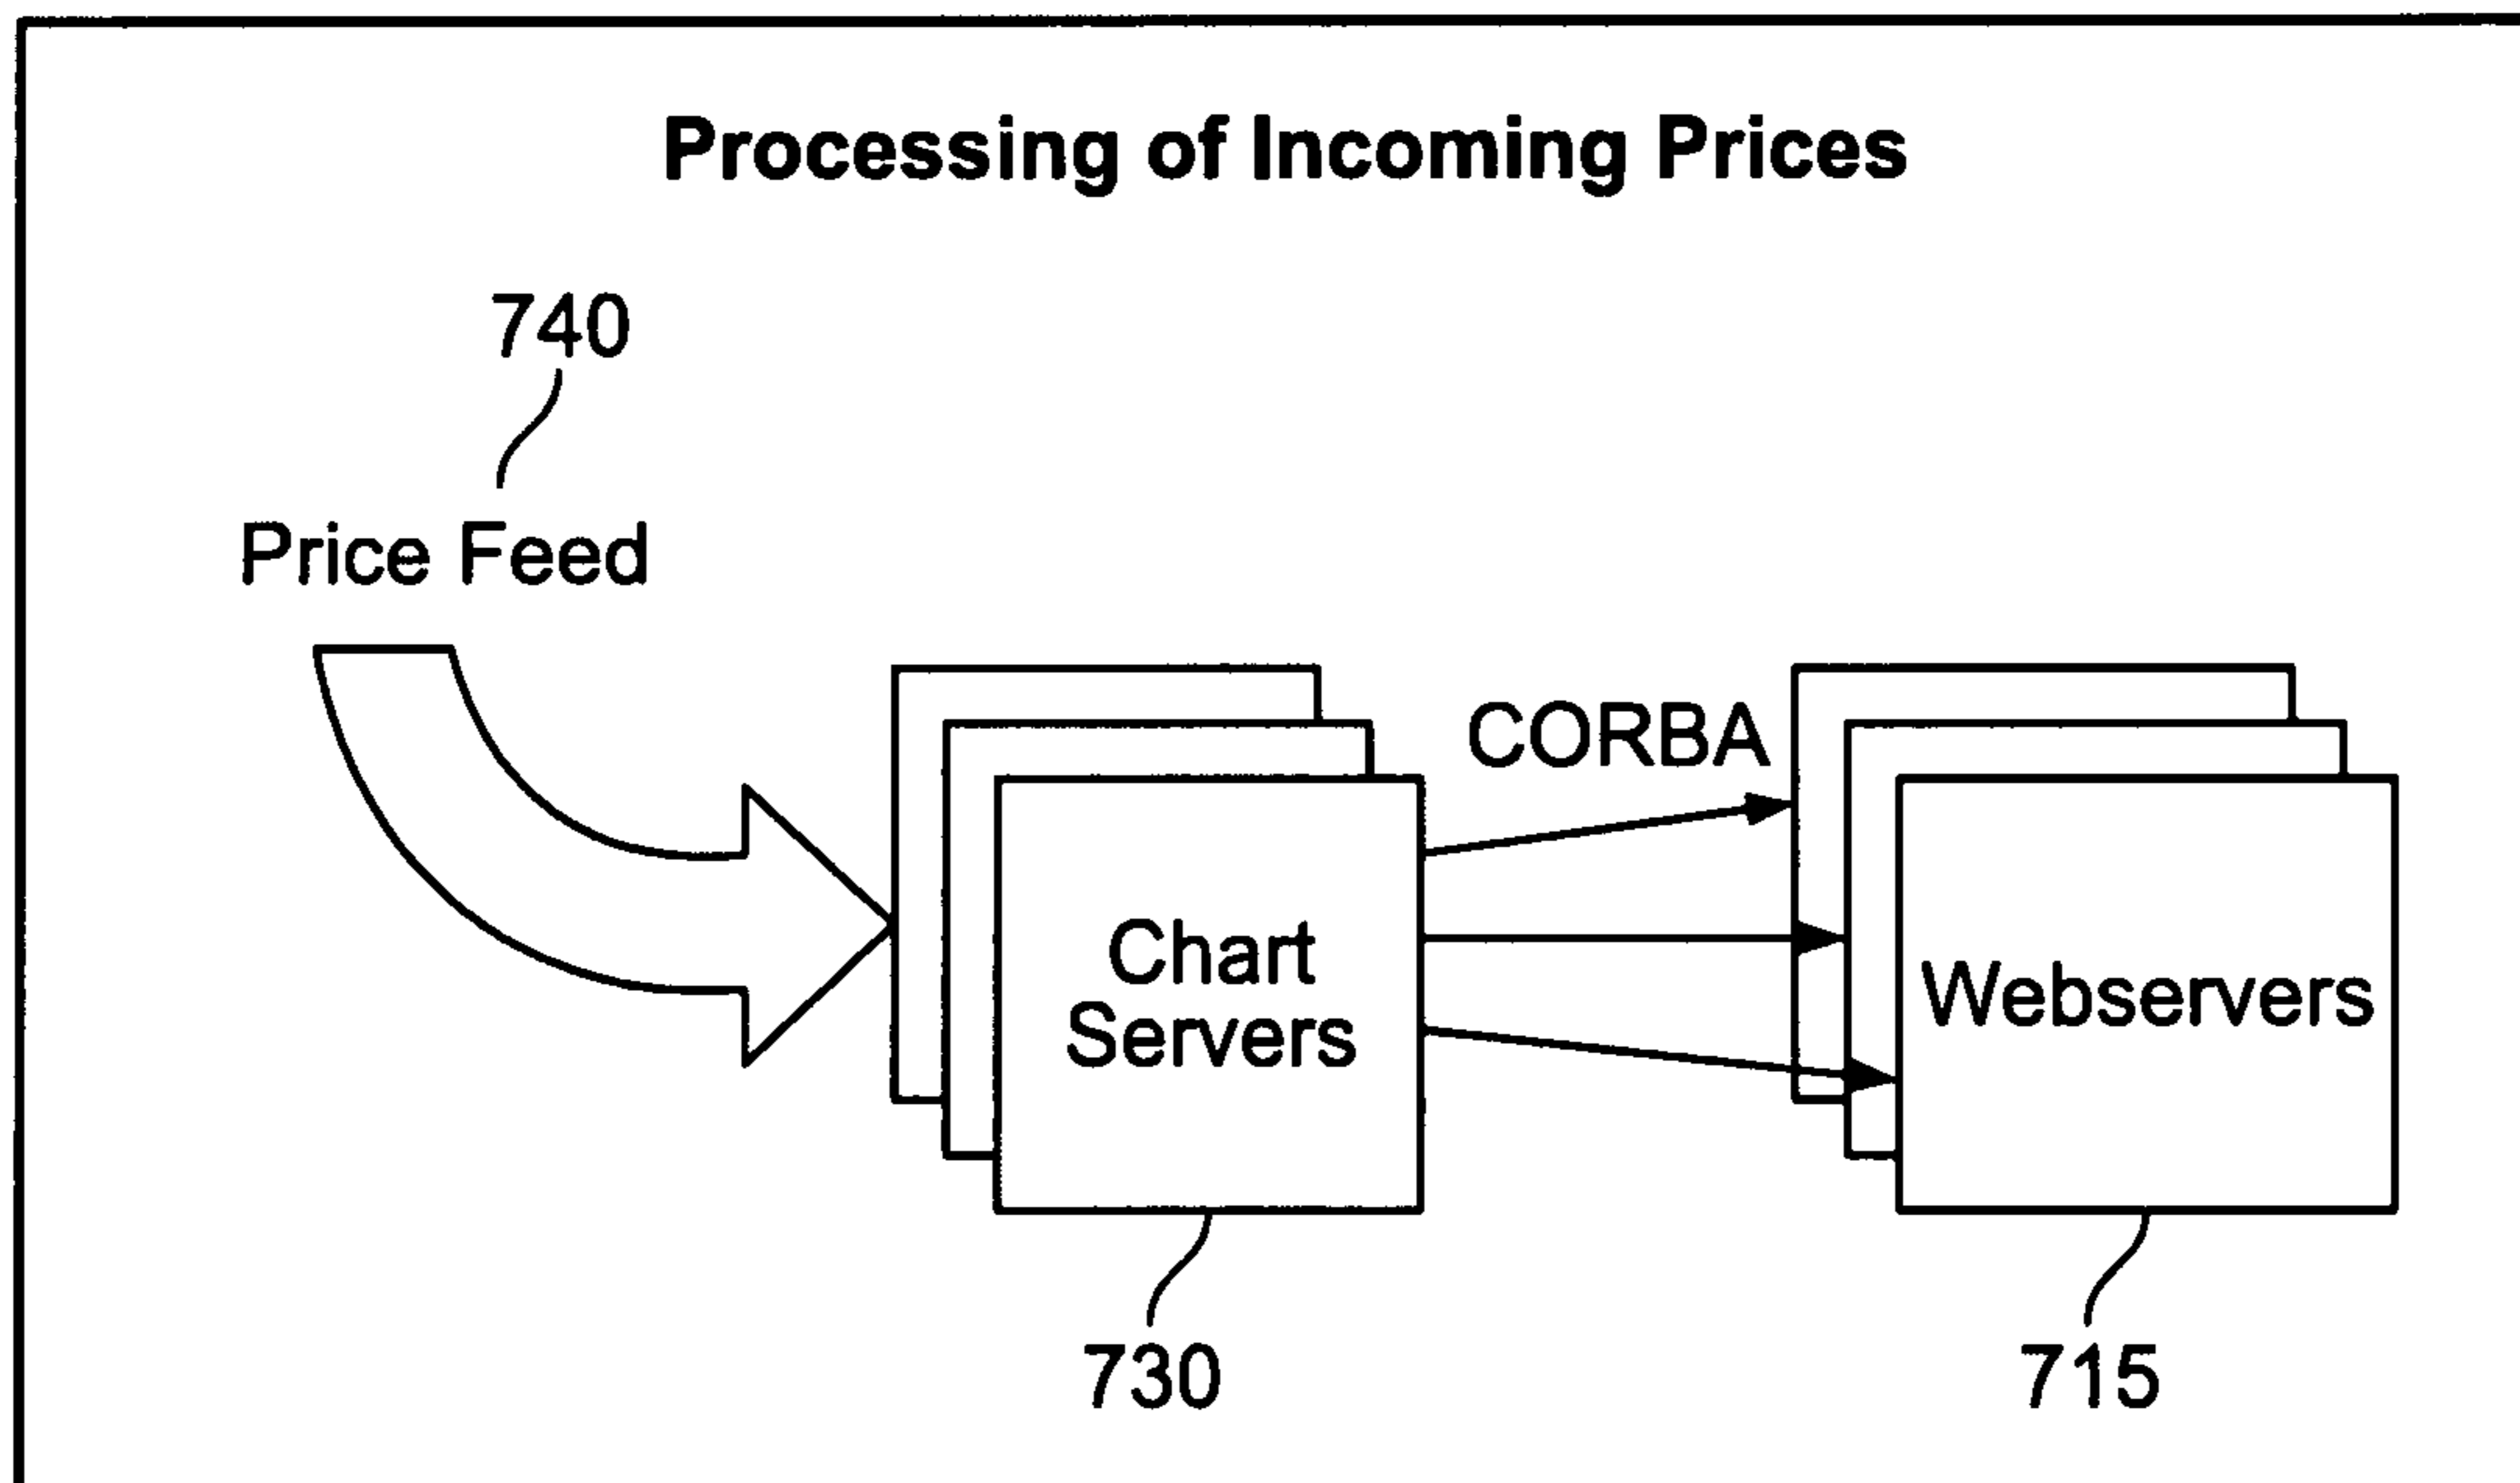 Processing of Incoming Prices
740
Price Feed
CORBA
Chart
Servers
Webservers
730
715